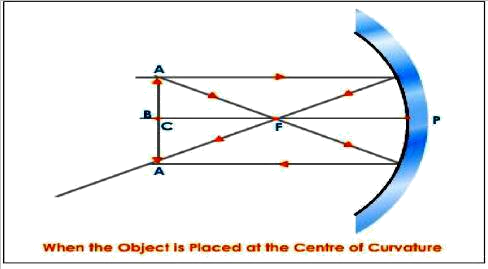 A
B
C
F
P
A
When the Object is Placed at the Centre of Curvature